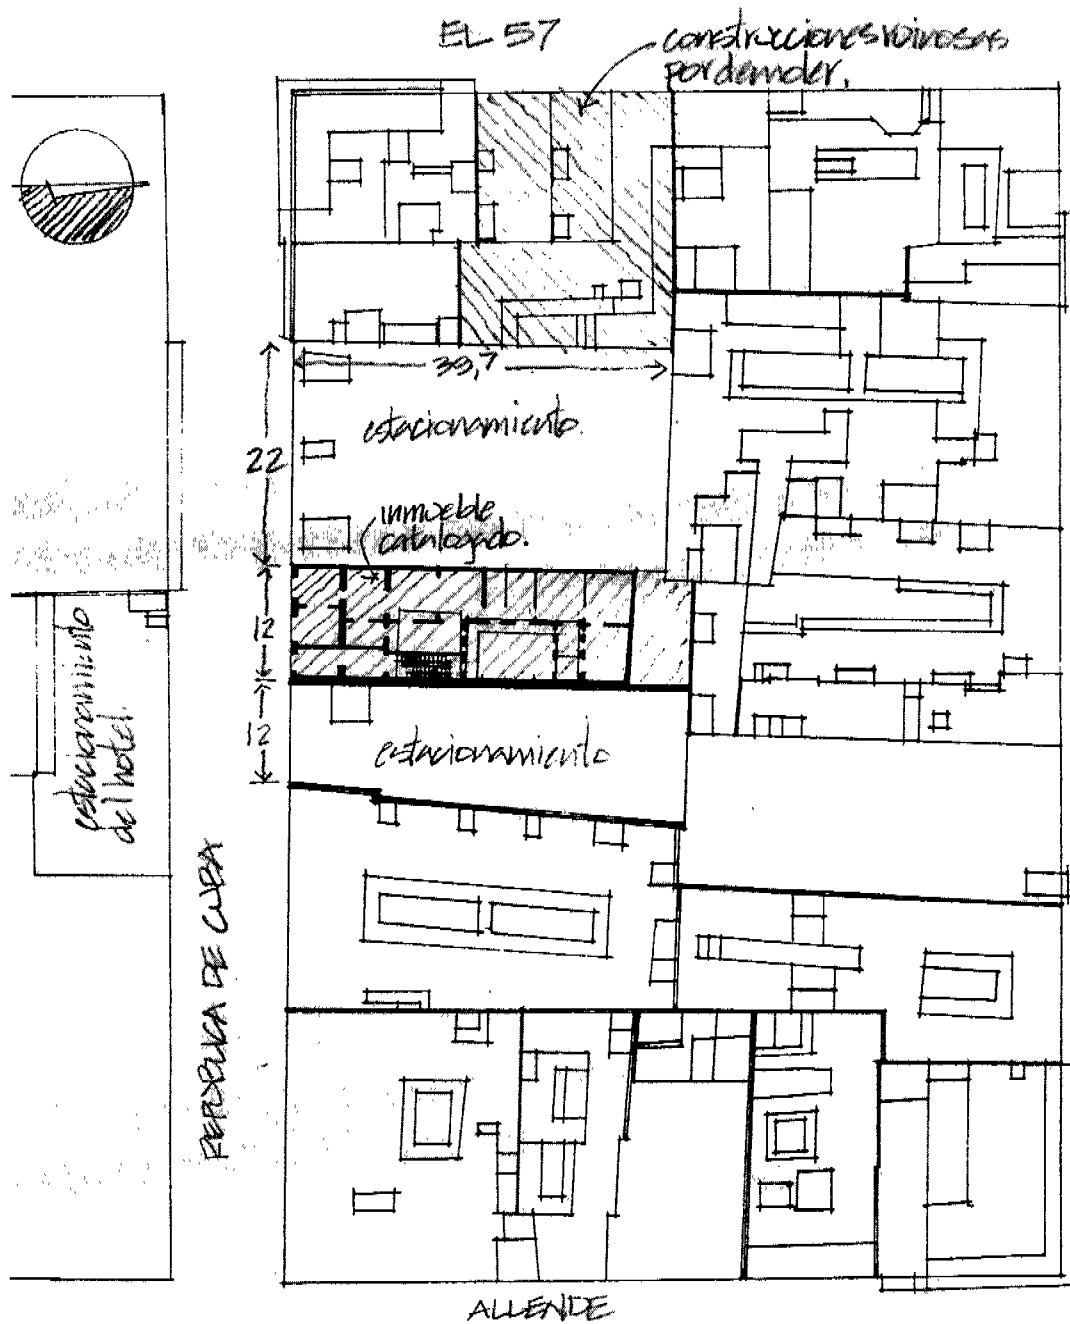 EL 57
construcciones ruinosas
por demoler.
39,7
estacionamiento.
22
inmueble
catalogado.
12
12
estacionamiento
estacionamiento
del hotel.
REPUBLICA DE CUBA
ALLENDE